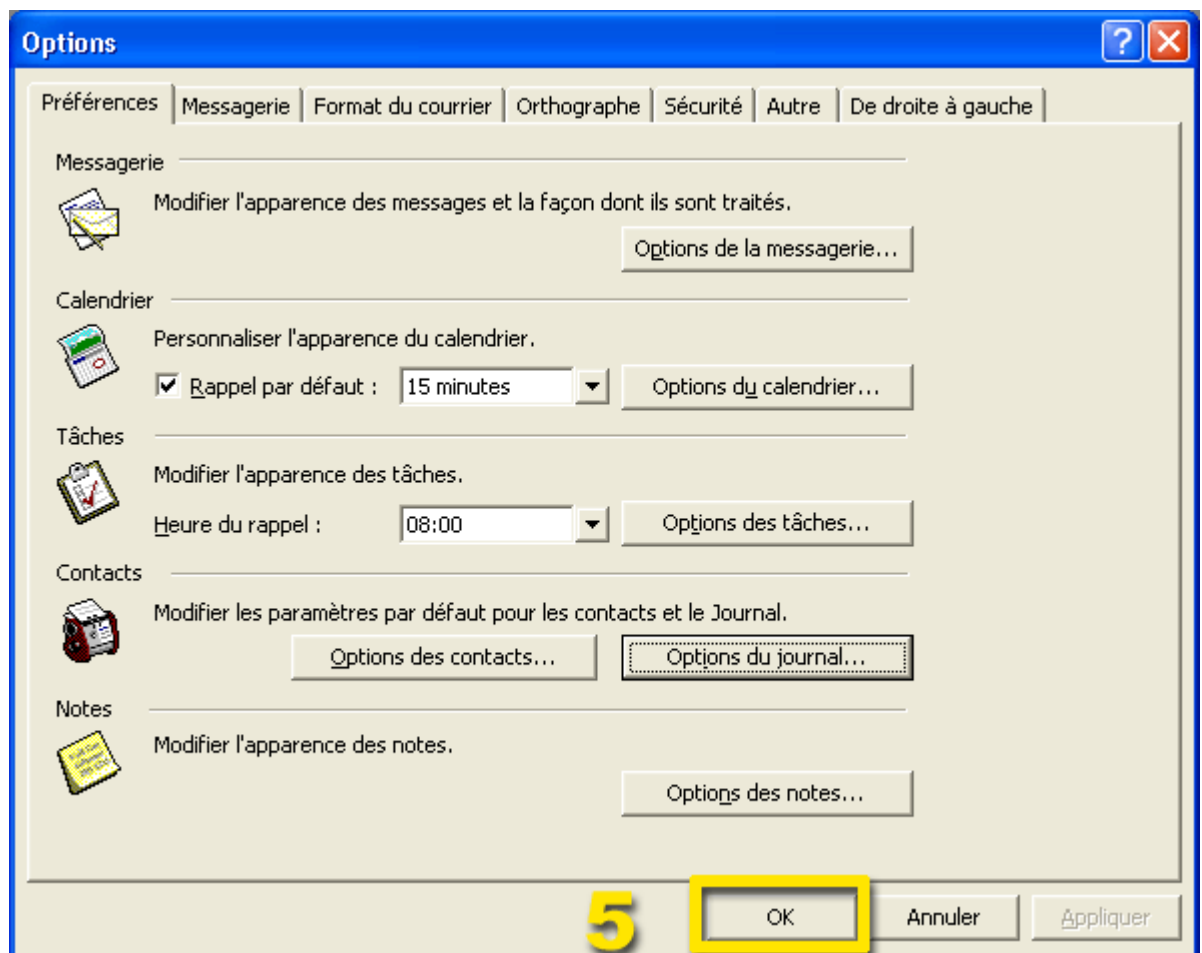 Options
Préférences Messagerie Format du courrier Orthographe Sécurité Autre De droite à gauche
Messagerie
Modifier l'apparence des messages et la façon dont ils sont traités.
Options de la messagerie...
Calendrier
Personnaliser l'apparence du calendrier.
Rappel par défaut : 15 minutes Options du calendrier...
Tâches
Modifier l'apparence des tâches.
Heure du rappel : 08:00 Options des tâches...
Contacts
Modifier les paramètres par défaut pour les contacts et le Journal.
Options des contacts... Options du journal...
Notes
Modifier l'apparence des notes.
Options des notes...
5 OK Annuler Appliquer